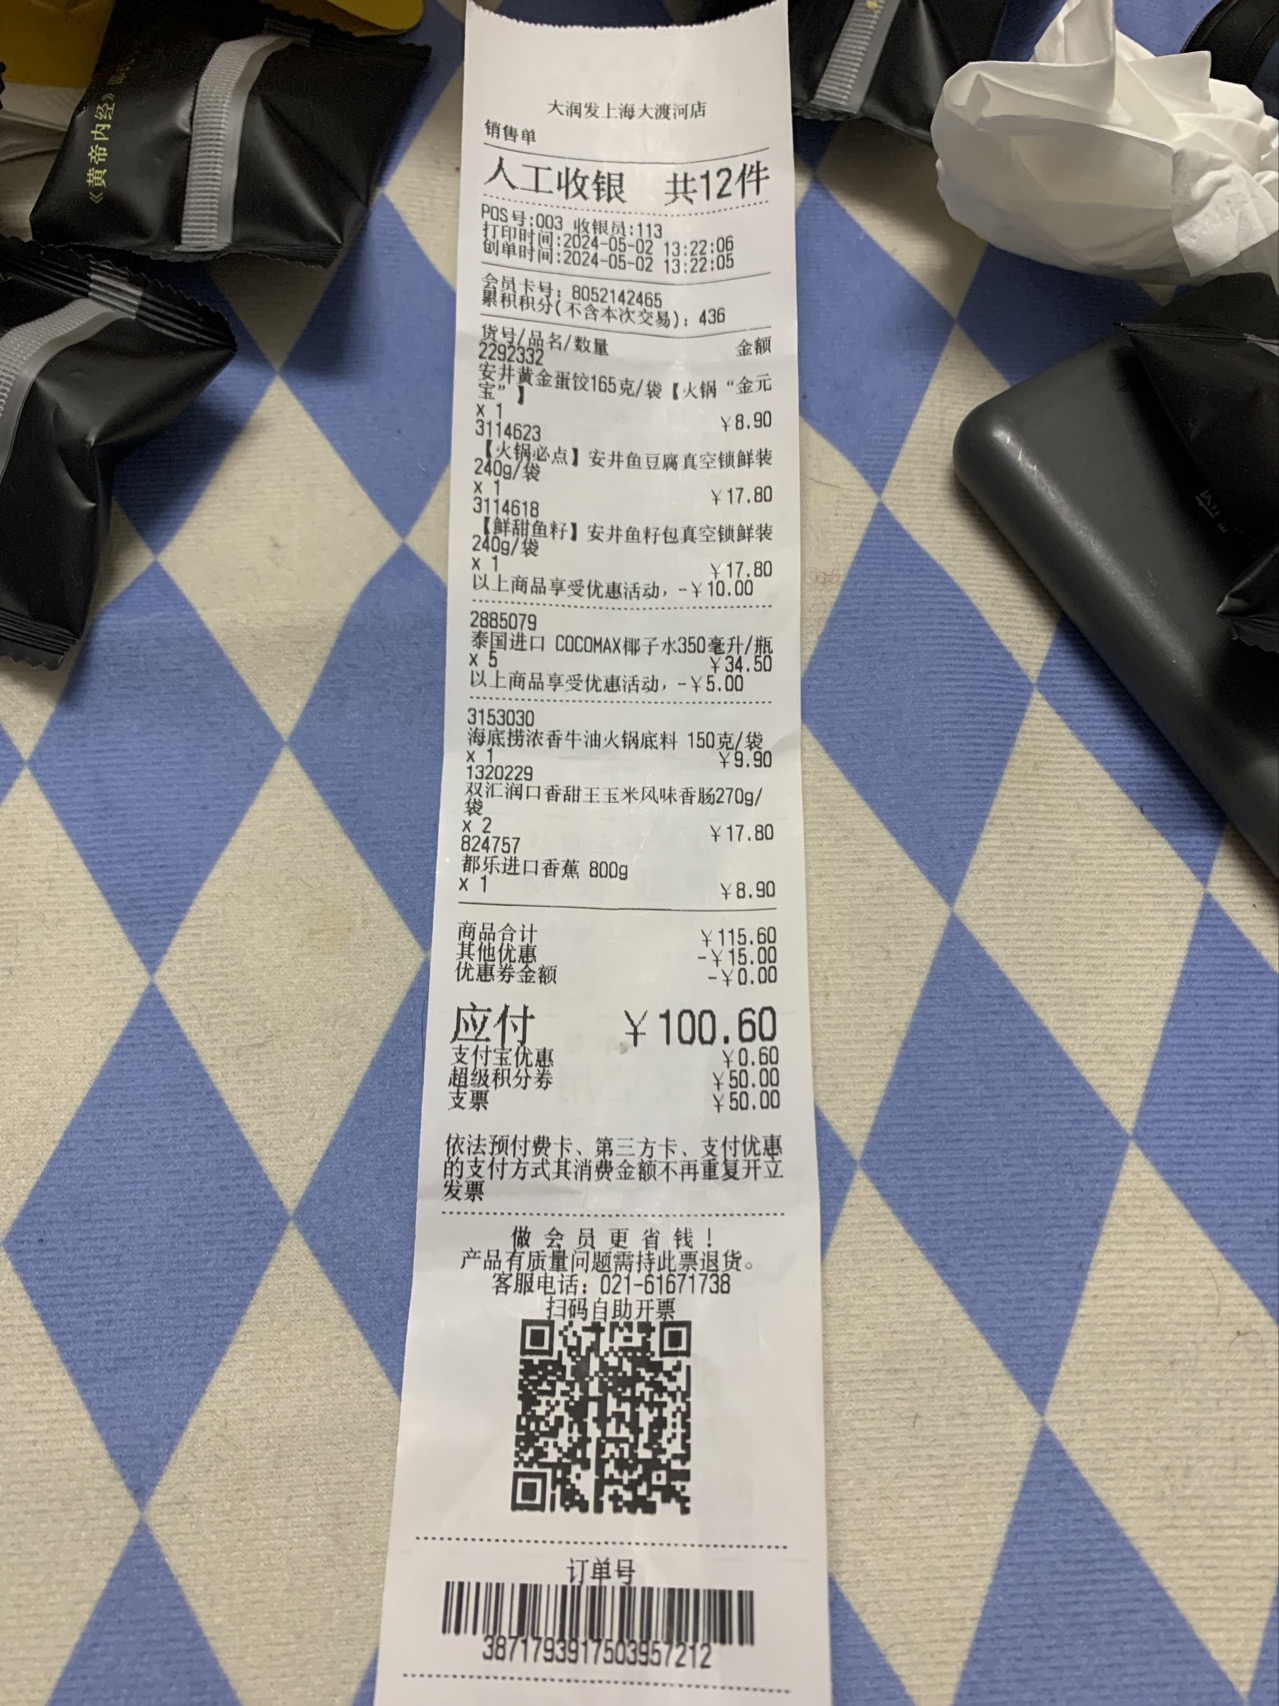 《黄帝内经》
大润发上海大渡河店
销售单
人工收银 共12件
POS号:003 收银员:113
打印时间:2024-05-02 13:22:06
创单时间:2024-05-02 13:22:05
会员卡号: 8052142465
累积积分(不含本次交易): 436
货号/品名/数量 金额
2292332
安井黄金蛋饺165克/袋【火锅“金元
宝”】
x 1 ￥8.90
3114623
【火锅必点】安井鱼豆腐真空锁鲜装
240g/袋
x 1 ￥17.80
3114618
【鲜甜鱼籽】安井鱼籽包真空锁鲜装
240g/袋
x 1 ￥17.80
以上商品享受优惠活动,-￥10.00
2885079
泰国进口 COCOMAX椰子水350毫升/瓶
x 5 ￥34.50
以上商品享受优惠活动,-￥5.00
3153030
海底捞浓香牛油火锅底料 150克/袋
x 1 ￥9.90
1320229
双汇润口香甜王玉米风味香肠270g/
袋
x 2 ￥17.80
824757
都乐进口香蕉 800g
x 1 ￥8.90
商品合计 ￥115.60
其他优惠 -￥15.00
优惠券金额 -￥0.00
应付 ￥100.60
支付宝优惠 ￥0.60
超级积分券 ￥50.00
支票 ￥50.00
依法预付费卡、第三方卡、支付优惠
的支付方式其消费金额不再重复开立
发票
做会员更省钱!
产品有质量问题需持此票退货。
客服电话: 021-61671738
扫码自助开票
订单号
3871793917503957212